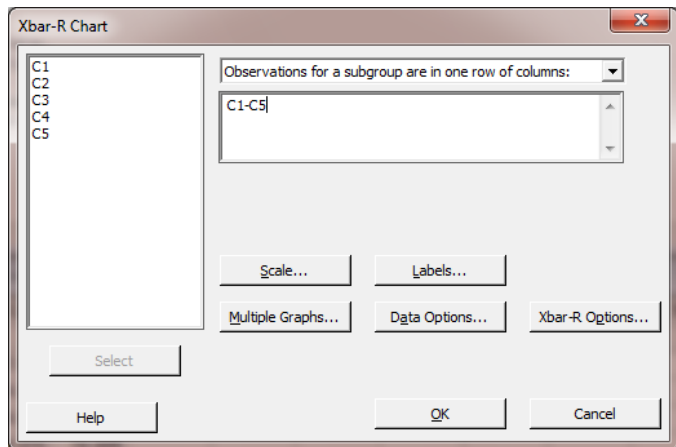 Xbar-R Chart
C1
C2
C3
C4
C5
Observations for a subgroup are in one row of columns:
C1-C5
Scale...
Labels...
Multiple Graphs...
Data Options...
Xbar-R Options...
Select
Help
OK
Cancel